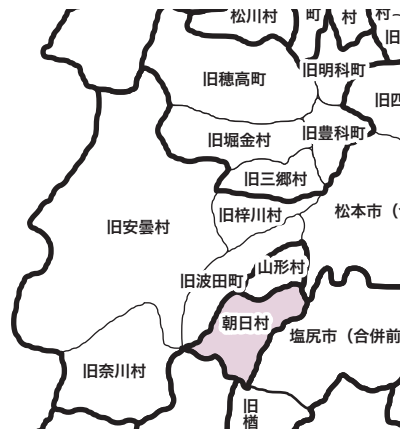 松川村
町
村
村
旧
旧穂高町
旧明科町
旧四
旧堀金村
旧豊科町
旧三郷村
旧梓川村
松本市（
旧安曇村
旧波田町
山形村
朝日村
塩尻市（合併前
旧奈川村
旧
楢